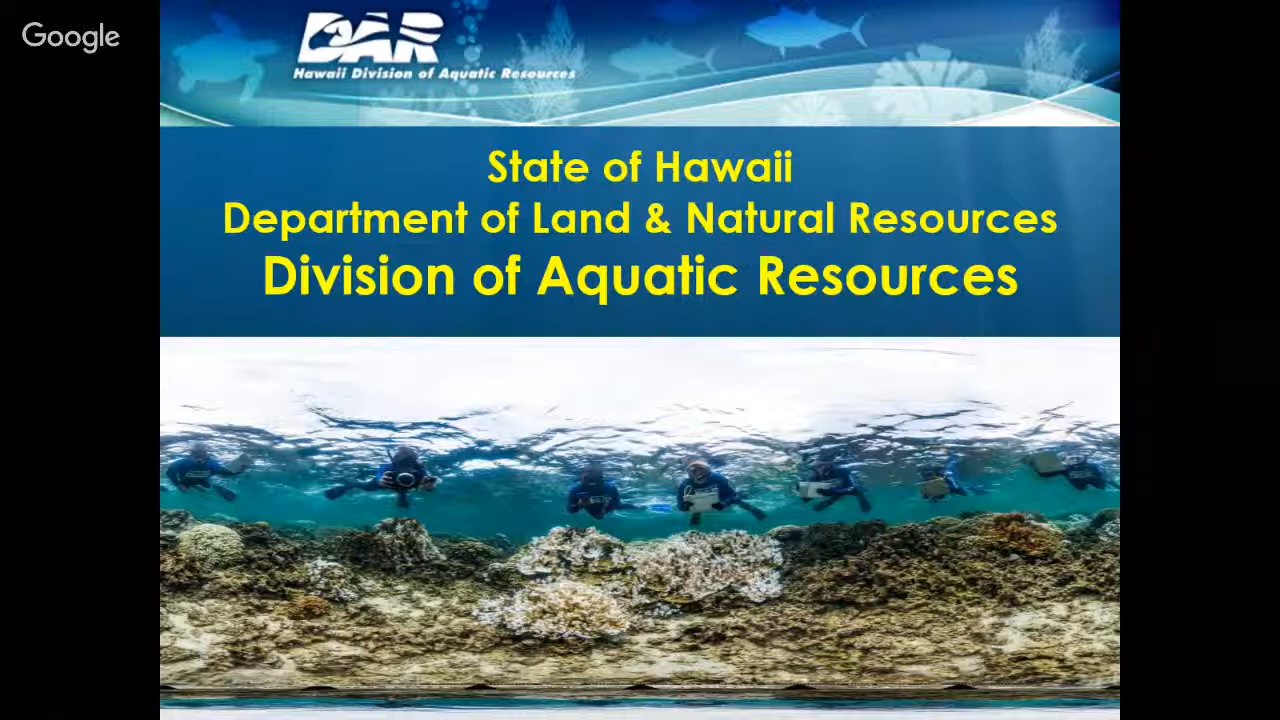 Google
DAR
Hawaii Division of Aquatic Resources
State of Hawaii
Department of Land & Natural Resources
Division of Aquatic Resources